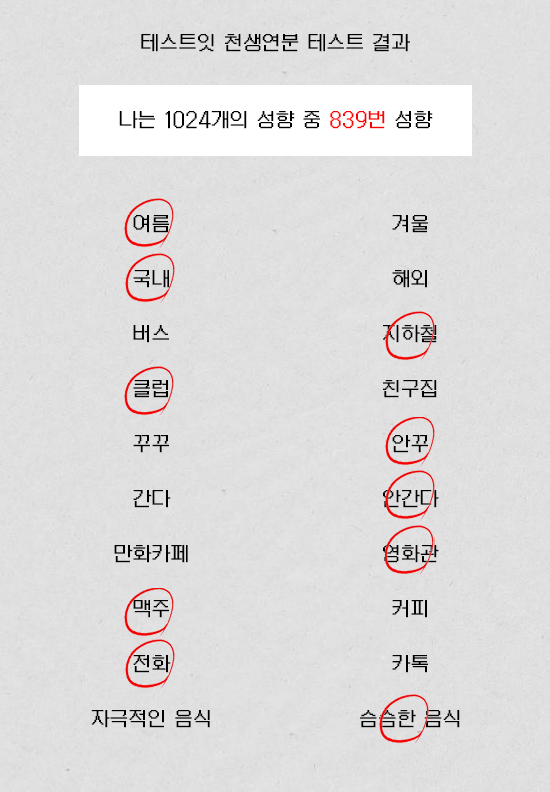 테스트잇 천생연분 테스트 결과
나는 1024개의 성향 중 839번 성향
여름 겨울
국내 해외
버스 지하철
클럽 친구집
꾸꾸 안꾸
간다 안간다
만화카페 영화관
맥주 커피
전화 카톡
자극적인 음식 슴슴한 음식